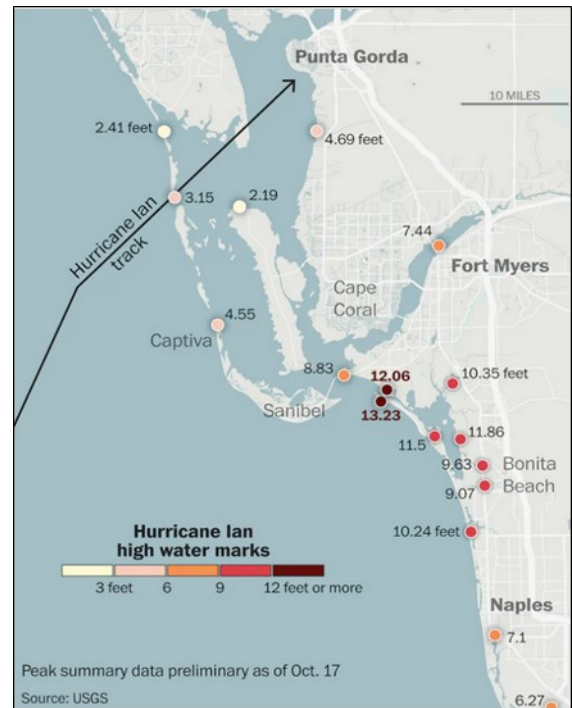 Punta Gorda
10 MILES
2.41 feet
4.69 feet
3.15
2.19
Hurricane Ian
track
7.44
Fort Myers
Cape
Coral
4.55
Captiva
8.83
12.06
10.35 feet
Sanibel
13.23
11.5
11.86
9.63
Bonita
9.07
Beach
10.24 feet
Hurricane Ian
high water marks
3 feet
6
9
12 feet or more
Naples
7.1
Peak summary data preliminary as of Oct. 17
Source: USGS
6.27